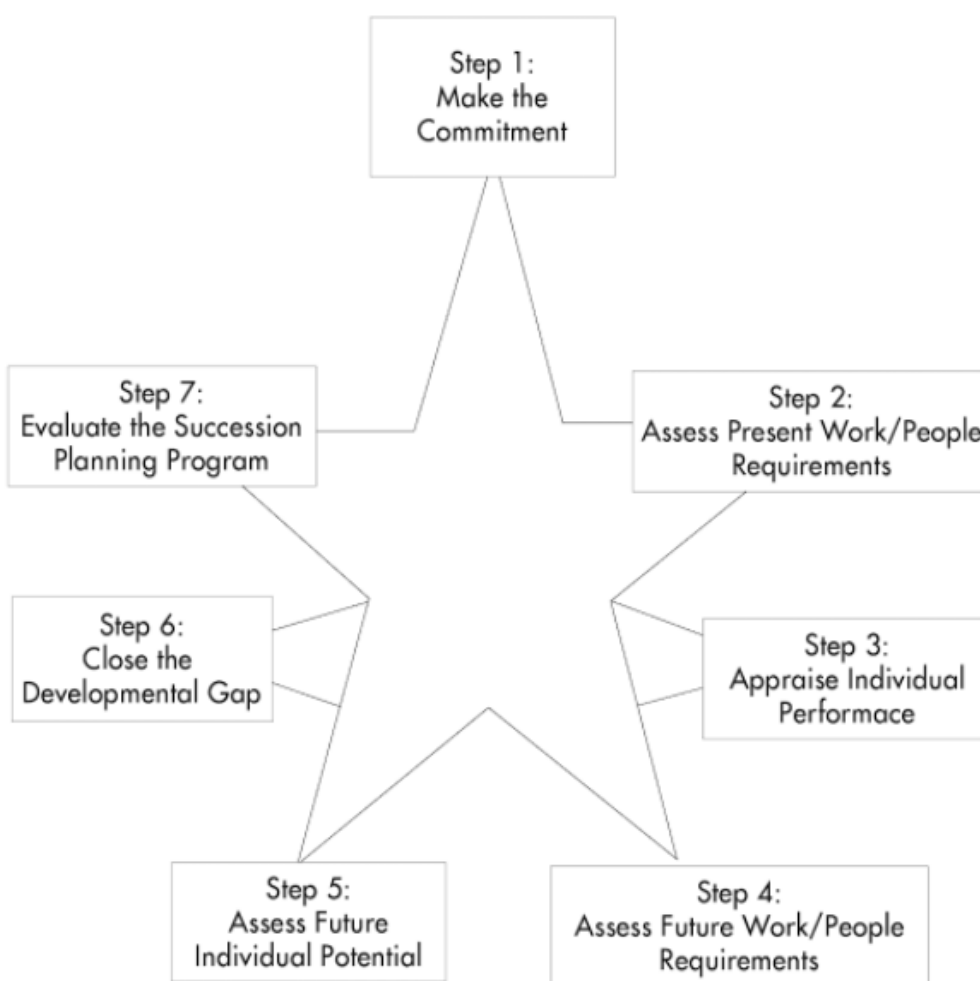 Step 1:
Make the
Commitment
Step 2:
Assess Present Work/People
Requirements
Step 3:
Appraise Individual
Performace
Step 4:
Assess Future Work/People
Requirements
Step 5:
Assess Future
Individual Potential
Step 6:
Close the
Developmental Gap
Step 7:
Evaluate the Succession
Planning Program